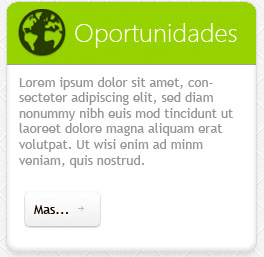 Oportunidades
Lorem ipsum dolor sit amet, con-
secteter adipiscing elit, sed diam
nonummy nibh euis mod tincidunt ut
laoreet dolore magna aliquam erat
volutpat. Ut wisi enim ad minm
veniam, quis nostrud.
Mas...